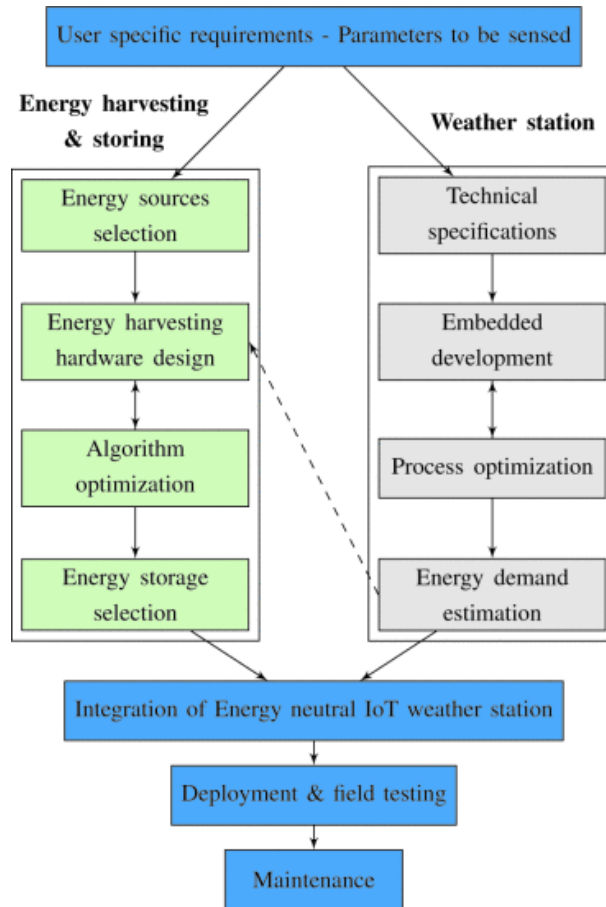 User specific requirements - Parameters to be sensed
Energy harvesting
& storing
Weather station
Energy sources
selection
Technical
specifications
Energy harvesting
hardware design
Embedded
development
Algorithm
optimization
Process optimization
Energy storage
selection
Energy demand
estimation
Integration of Energy neutral IoT weather station
Deployment & field testing
Maintenance